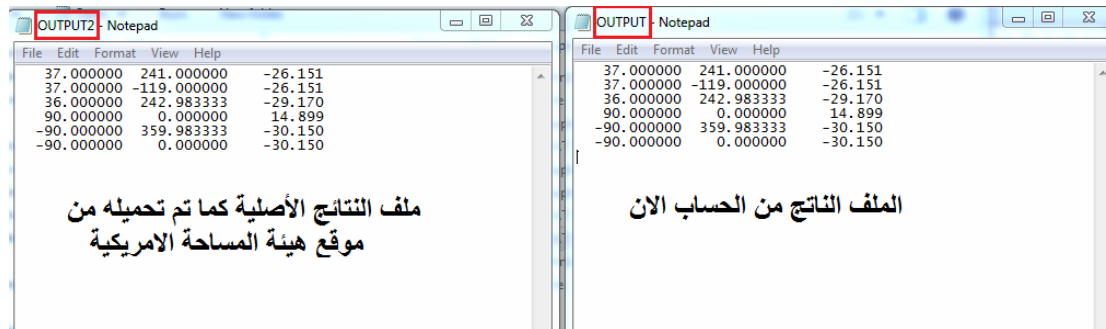 OUTPUT2 - Notepad
File Edit Format View Help
37.000000 241.000000 -26.151
37.000000 -119.000000 -26.151
36.000000 242.983333 -29.170
90.000000 0.000000 14.899
-90.000000 359.983333 -30.150
-90.000000 0.000000 -30.150
ملف النتائج الأصلية كما تم تحميله من
موقع هيئة المساحة الامريكية
OUTPUT - Notepad
File Edit Format View Help
37.000000 241.000000 -26.151
37.000000 -119.000000 -26.151
36.000000 242.983333 -29.170
90.000000 0.000000 14.899
-90.000000 359.983333 -30.150
-90.000000 0.000000 -30.150
الملف الناتج من الحساب الان